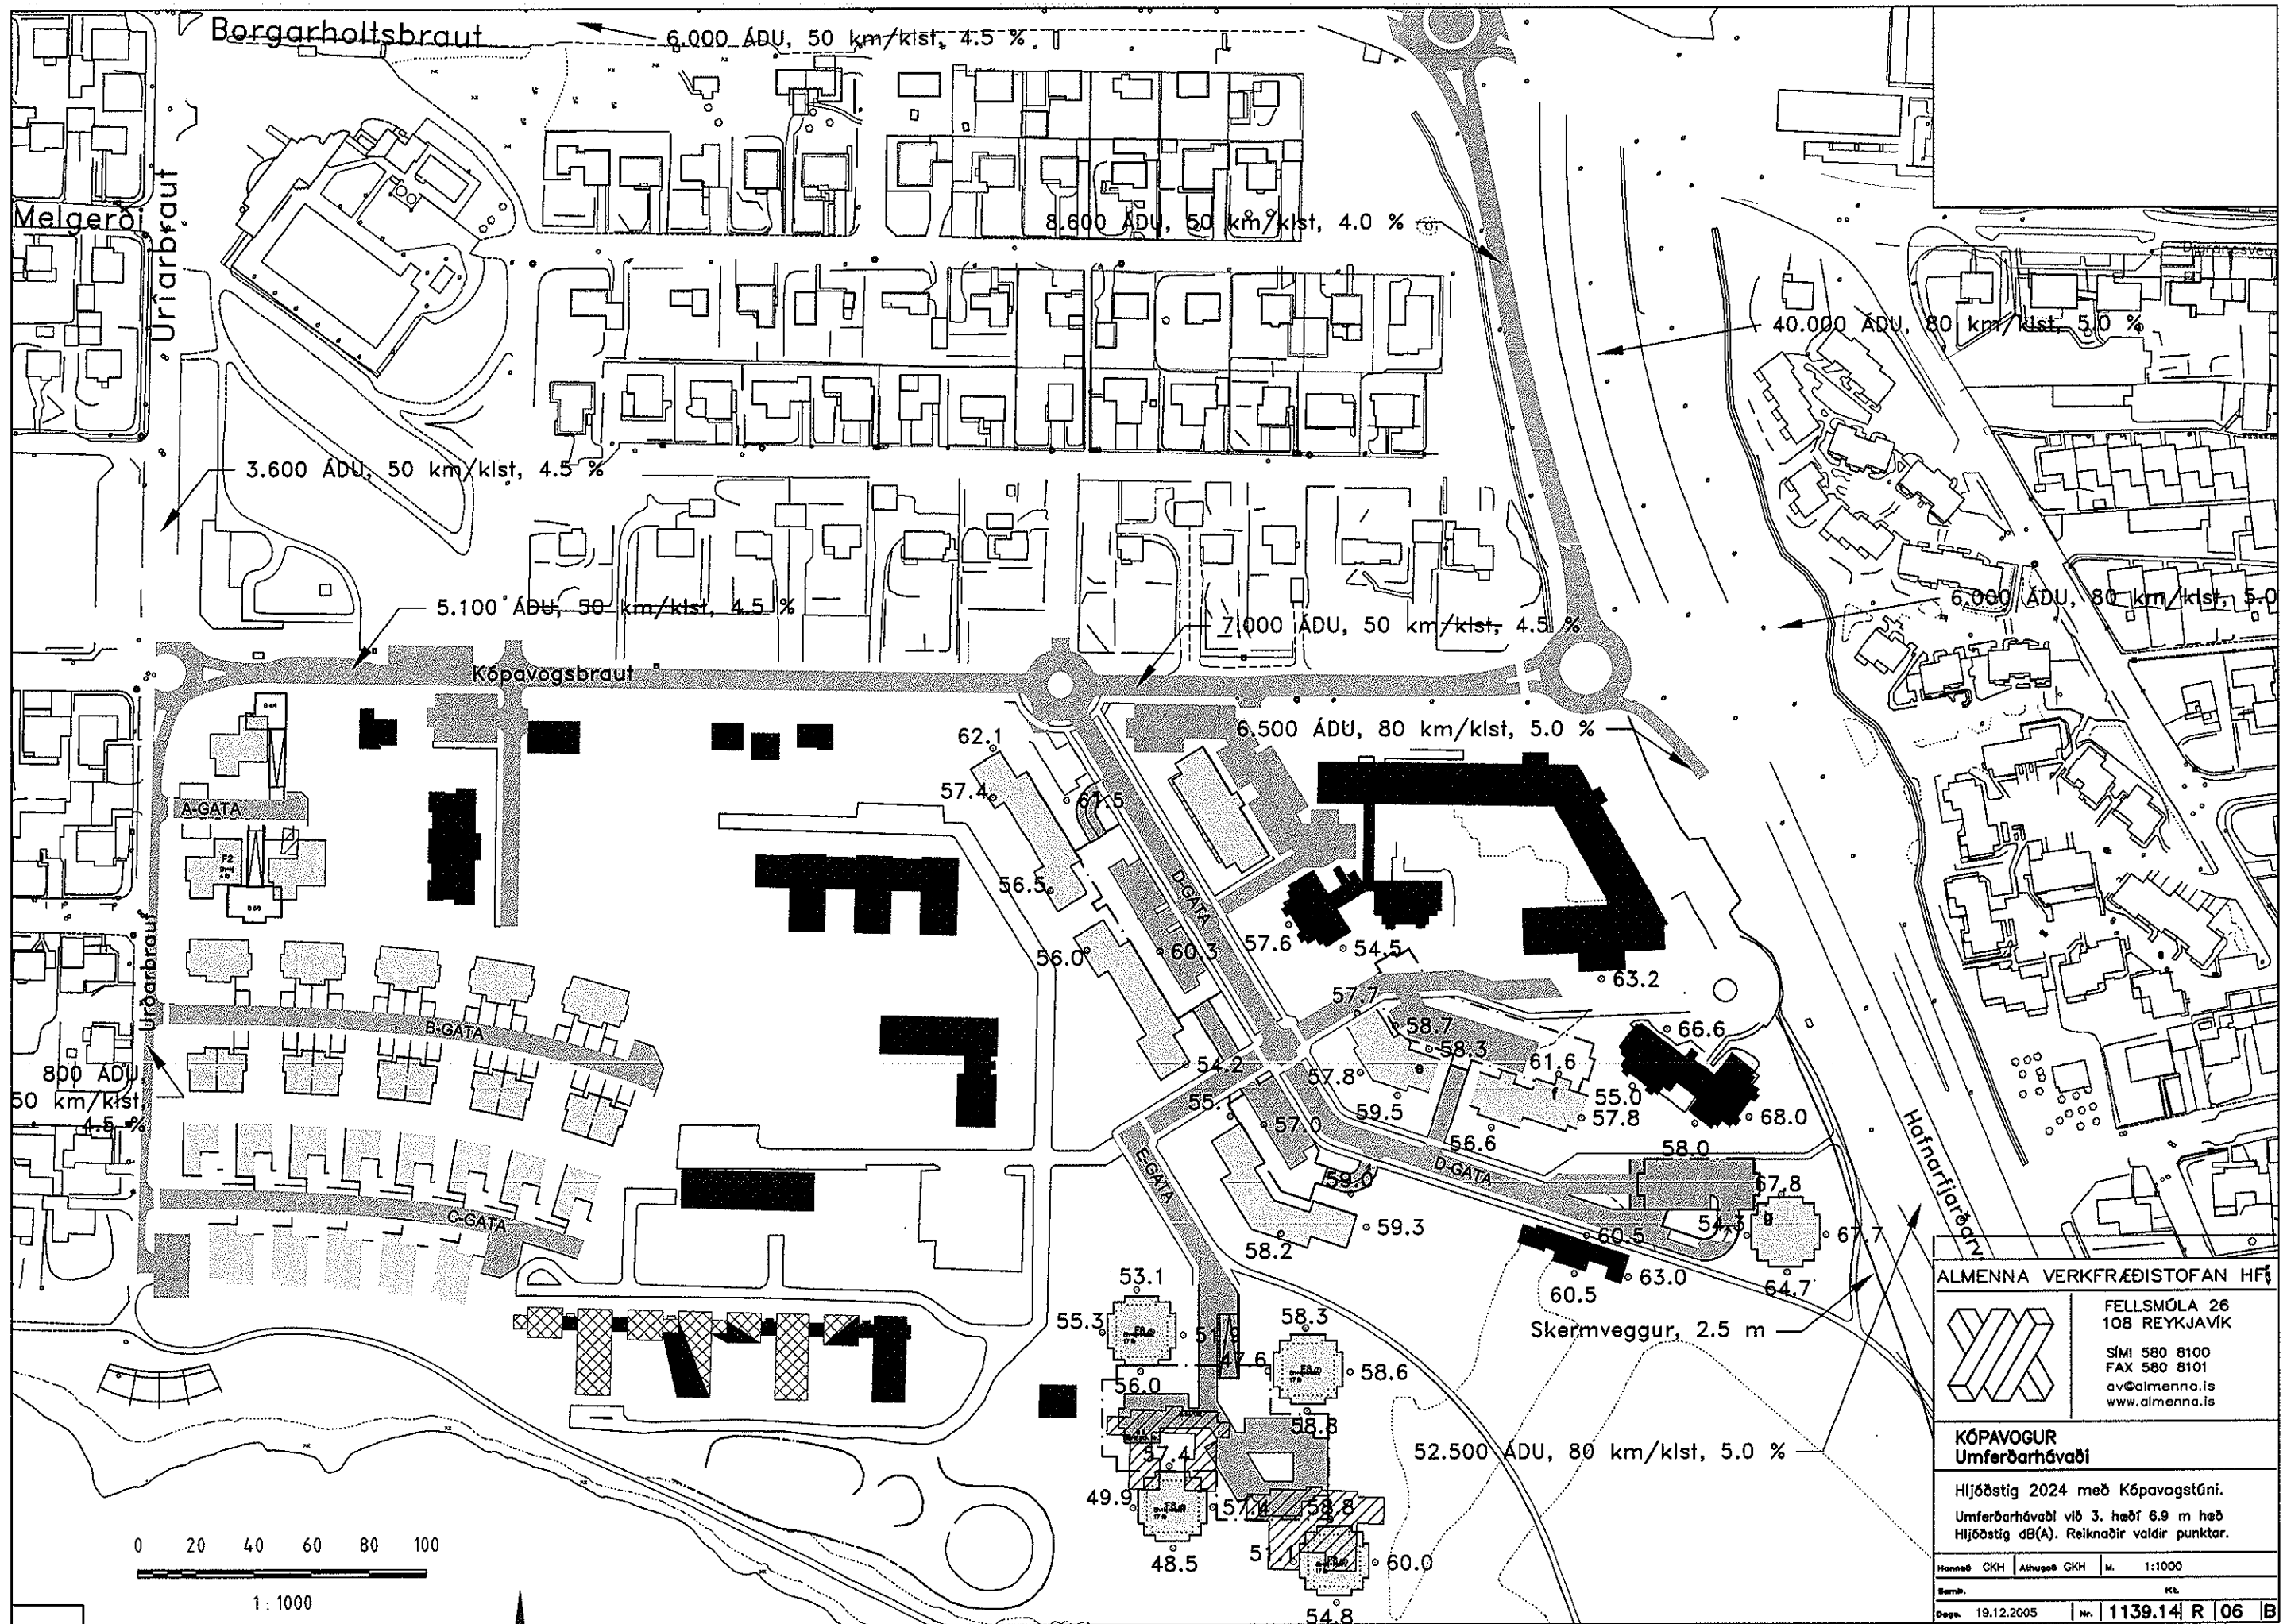 Borgarholtsbraut
6.000 ÁDU, 50 km/klst, 4.5 %
Melgerði
Urðarbraut
8.600 ÁDU, 50 km/klst, 4.0 %
40.000 ÁDU, 80 km/klst, 5.0 %
3.600 ÁDU, 50 km/klst, 4.5 %
5.100 ÁDU, 50 km/klst, 4.5 %
7.000 ÁDU, 50 km/klst, 4.5 %
6.000 ÁDU, 80 km/klst, 5.0
Kópavogsbraut
6.500 ÁDU, 80 km/klst, 5.0 %
62.1
57.4
61.5
A-GATA
F2
56.5
D-GATA
57.6
54.5
56.0
60.3
63.2
Urðarbraut
B-GATA
57.7
58.7
58.3
66.6
54.2
57.8
e
61.6
f
55.0
59.5
57.8
68.0
800 ÁDU,
50 km/klst,
4.5 %
57.0
56.6
58.0
Hafnarfjarðarv.
E-GATA
D-GATA
59.0
67.8
C-GATA
58.2
59.3
60.5
54.3
g
67.7
60.5
63.0
64.7
53.1
55.3
51.9
58.3
Skermveggur, 2.5 m
47.6
58.6
56.0
58.8
57.4
52.500 ÁDU, 80 km/klst, 5.0 %
49.9
57.4
58.8
48.5
51.1
60.0
54.8
0 20 40 60 80 100
1 : 1000
ALMENNA VERKFRÆÐISTOFAN HF
FELLSMÚLA 26
108 REYKJAVÍK
SÍMI 580 8100
FAX 580 8101
av@almenna.is
www.almenna.is
KÓPAVOGUR
Umferðarhávaði
Hljóðstig 2024 með Kópavogstúni.
Umferðarhávaði við 3. hæð í 6.9 m hæð
Hljóðstig dB(A). Reiknaðir valdir punktar.
Hannað GKH Athugað GKH M. 1:1000
Samþ. Kt.
Dags. 19.12.2005 Nr. 1139.14 R 06 B